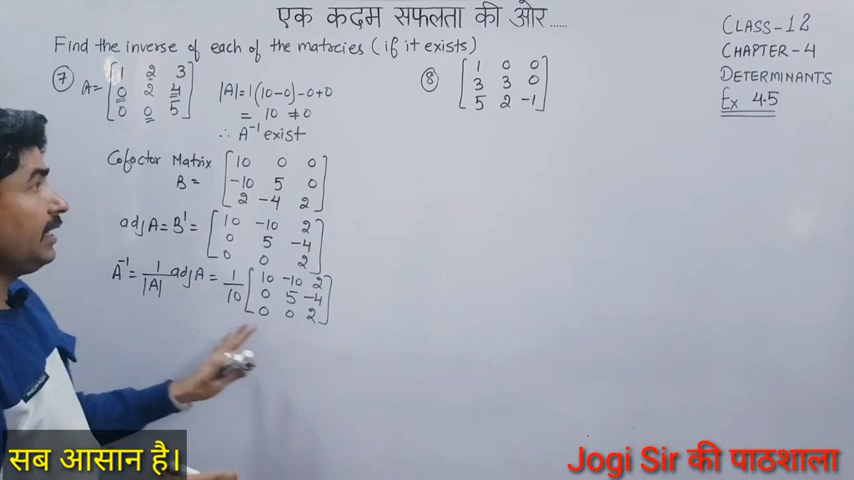 एक कदम सफलता की ओर......
Find the inverse of each of the matrcies (if it exists)
CLASS-12
CHAPTER-4
DETERMINANTS
Ex 4.5
7 A = [1 2 3
0 2 4
0 0 5]
|A| = 1(10-0)-0+0
= 10 ≠0
∴ A⁻¹ exist
Cofactor Matrix
B = [10 0 0
-10 5 0
2 -4 2]
adjA = B' = [10 -10 2
0 5 -4
0 0 2]
A⁻¹ = 1/|A| adjA = 1/10 [10 -10 2
0 5 -4
0 0 2]
8 [1 0 0
3 3 0
5 2 -1]
सब आसान है।
Jogi Sir की पाठशाला